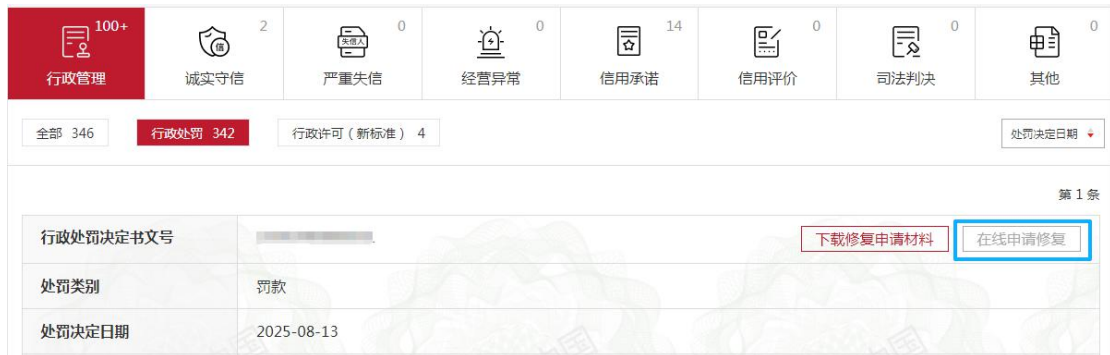 100+ 2 0 0 14 0 0 0
信
失信人
行政管理 诚实守信 严重失信 经营异常 信用承诺 信用评价 司法判决 其他
全部 346 行政处罚 342 行政许可（新标准） 4 处罚决定日期
第 1 条
行政处罚决定书文号 下载修复申请材料 在线申请修复
处罚类别 罚款
处罚决定日期 2025-08-13
中国
中国